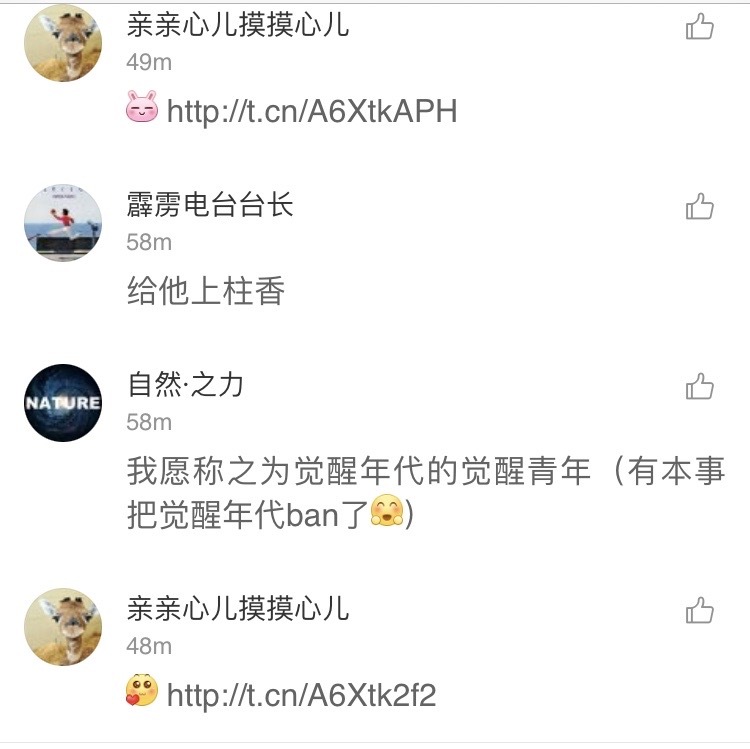 亲亲心儿摸摸心儿
49m
http://t.cn/A6XtkAPH
霹雳电台台长
58m
给他上柱香
NATURE
自然·之力
58m
我愿称之为觉醒年代的觉醒青年（有本事
把觉醒年代ban了）
亲亲心儿摸摸心儿
48m
http://t.cn/A6Xtk2f2